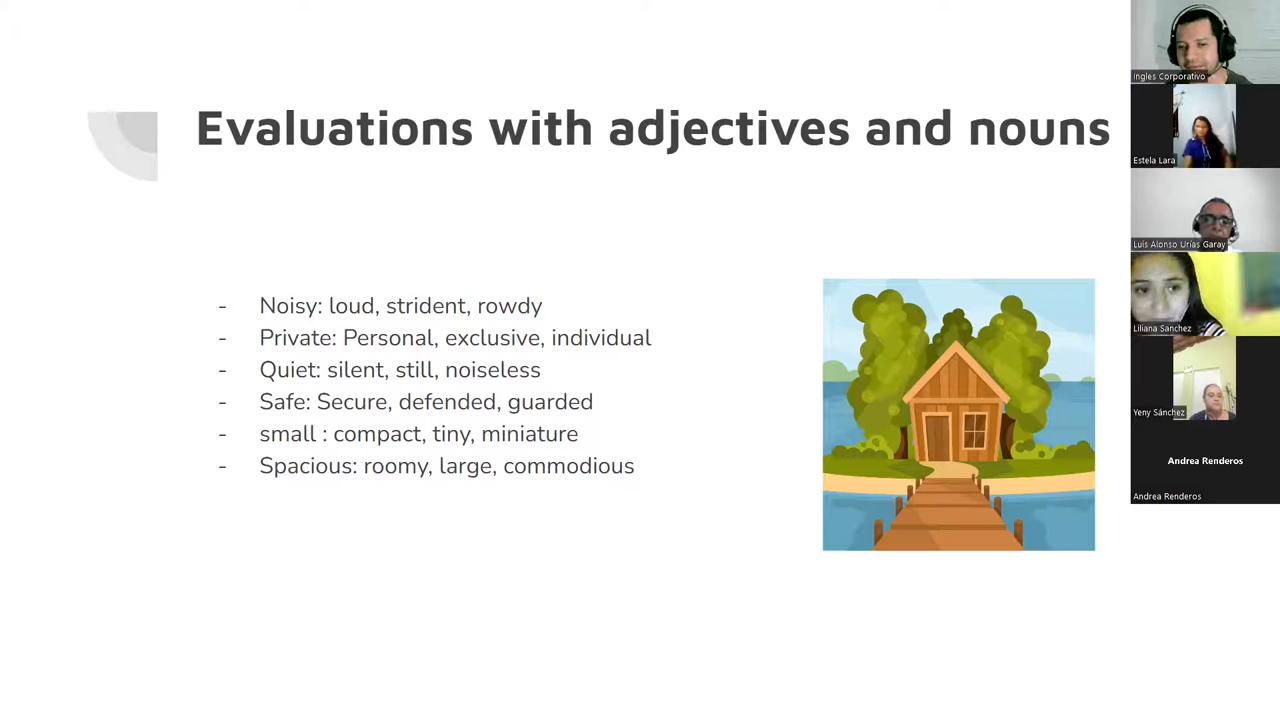 Evaluations with adjectives and nouns
- Noisy: loud, strident, rowdy
- Private: Personal, exclusive, individual
- Quiet: silent, still, noiseless
- Safe: Secure, defended, guarded
- small : compact, tiny, miniature
- Spacious: roomy, large, commodious
Ingles Corporativo
Estela Lara
Luis Alonso Urías Garay
Liliana Sanchez
Yeny Sánchez
Andrea Renderos
Andrea Renderos